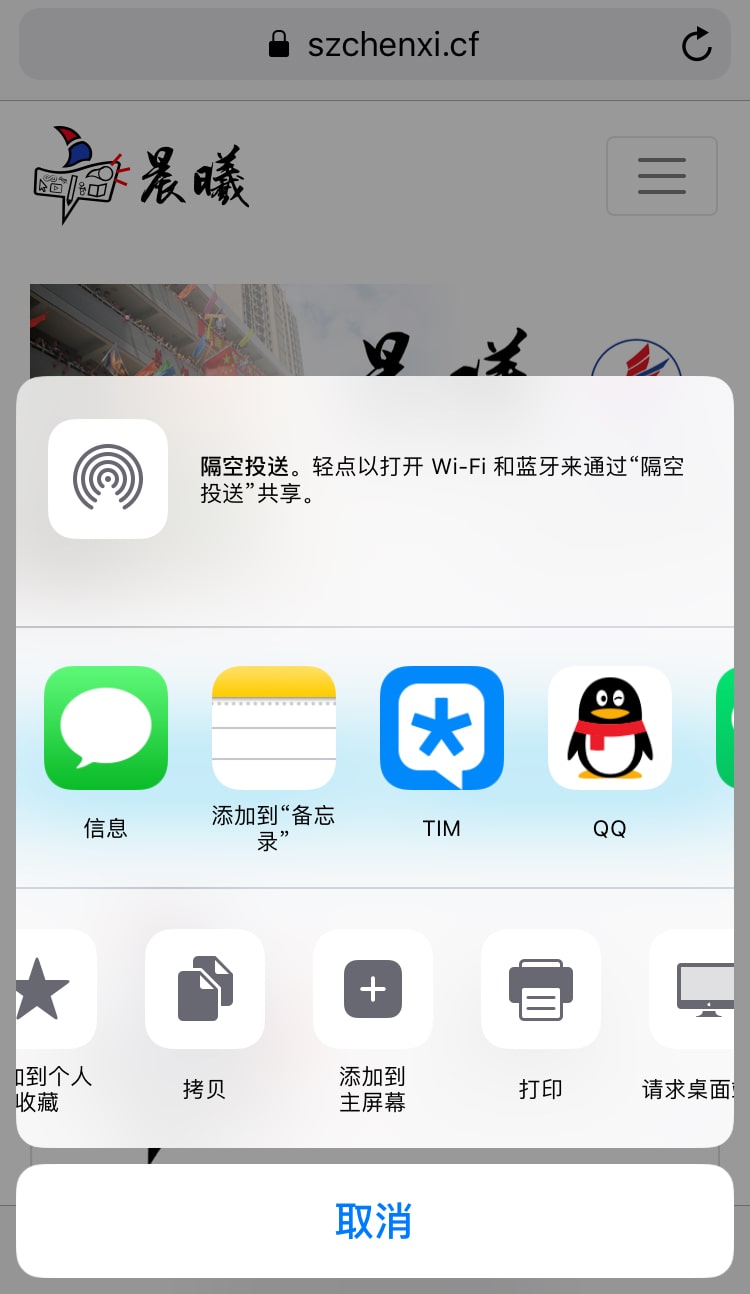 szchenxi.cf
晨曦
隔空投送。轻点以打开 Wi-Fi 和蓝牙来通过“隔空
投送”共享。
信息
添加到“备忘
录”
TIM
QQ
加到个人
收藏
拷贝
添加到
主屏幕
打印
请求桌面
取消